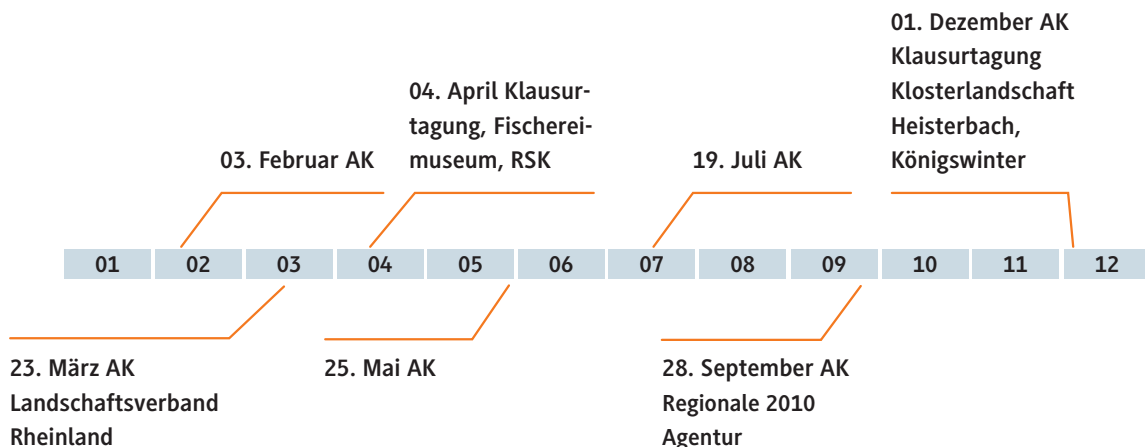 01. Dezember AK
Klausurtagung
Klosterlandschaft
Heisterbach,
Königswinter
04. April Klausur-
tagung, Fischerei-
museum, RSK
03. Februar AK
19. Juli AK
01 02 03 04 05 06 07 08 09 10 11 12
23. März AK
Landschaftsverband
Rheinland
25. Mai AK
28. September AK
Regionale 2010
Agentur